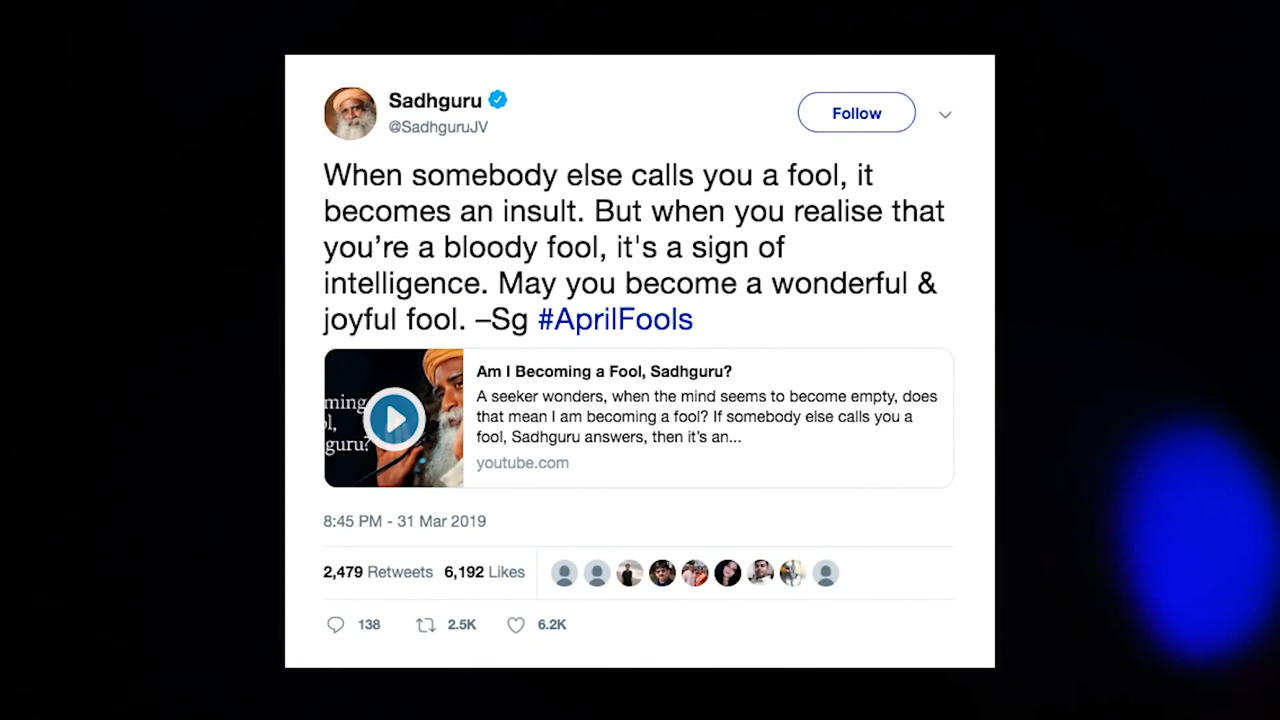 Sadhguru
@SadhguruJV
Follow
When somebody else calls you a fool, it
becomes an insult. But when you realise that
you’re a bloody fool, it's a sign of
intelligence. May you become a wonderful &
joyful fool. –Sg #AprilFools
ming
l,
guru?
Am I Becoming a Fool, Sadhguru?
A seeker wonders, when the mind seems to become empty, does
that mean I am becoming a fool? If somebody else calls you a
fool, Sadhguru answers, then it’s an...
youtube.com
8:45 PM - 31 Mar 2019
2,479 Retweets 6,192 Likes
138 2.5K 6.2K